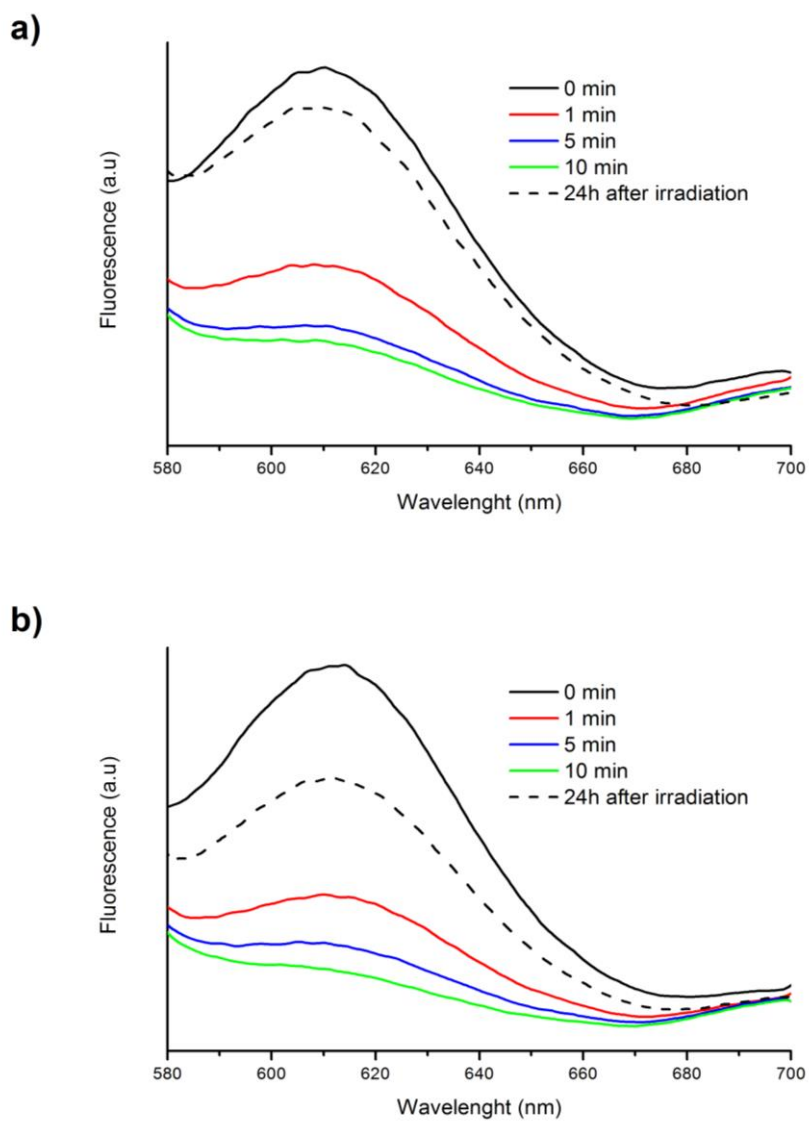 a)
Fluorescence (a.u)
0 min
1 min
5 min
10 min
24h after irradiation
580 600 620 640 660 680 700
Wavelenght (nm)
b)
Fluorescence (a.u)
0 min
1 min
5 min
10 min
24h after irradiation
580 600 620 640 660 680 700
Wavelenght (nm)